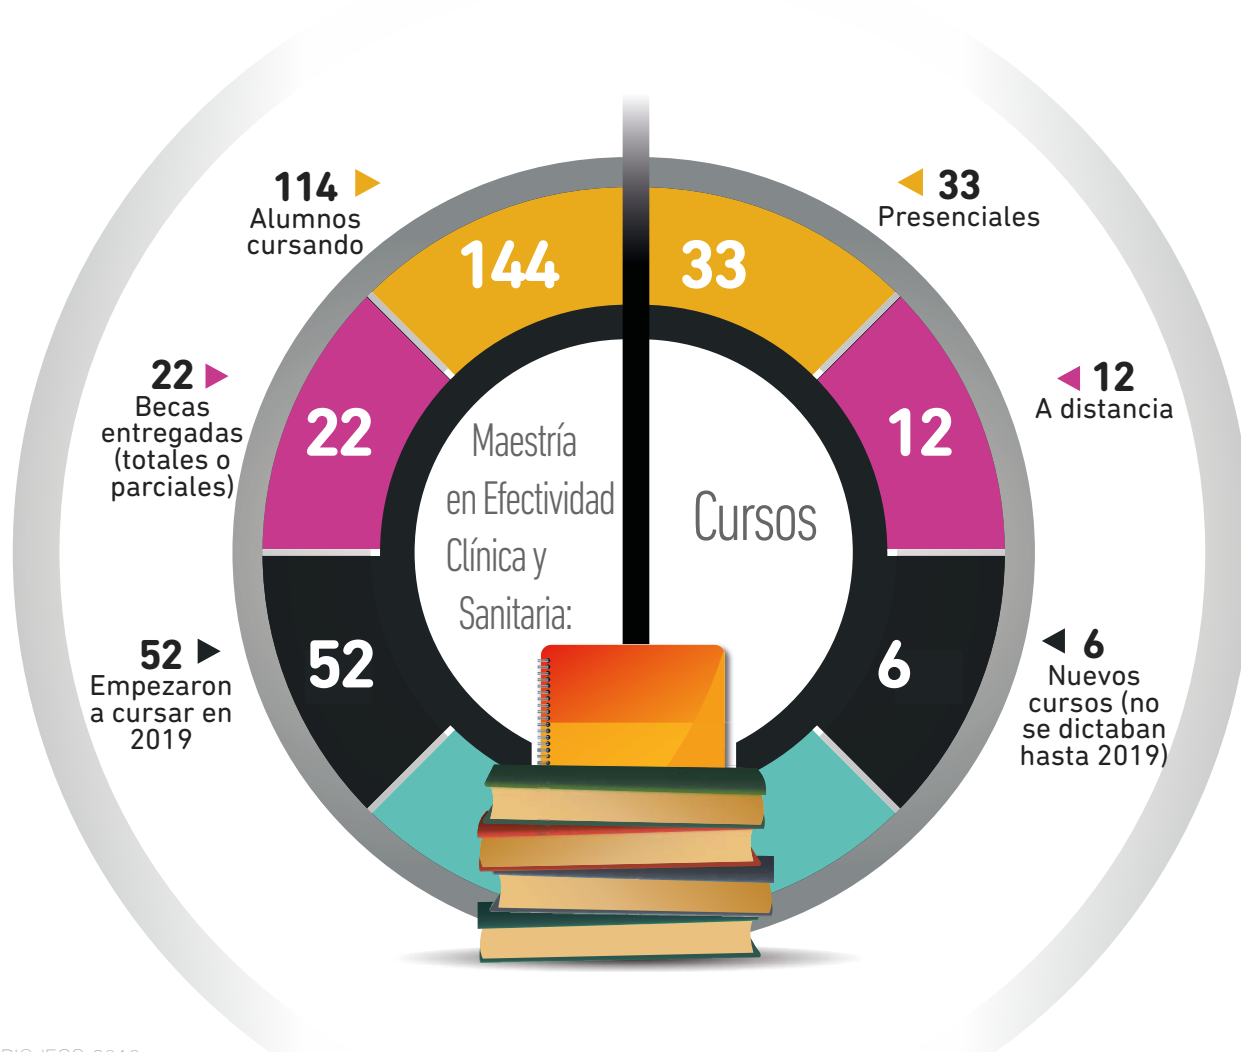 114
Alumnos
cursando
144
22
Becas
entregadas
(totales o
parciales)
22
52
Empezaron
a cursar en
2019
52
Maestría
en Efectividad
Clínica y
Sanitaria:
33
33
Presenciales
12
12
A distancia
6
6
Nuevos
cursos (no
se dictaban
hasta 2019)
Cursos